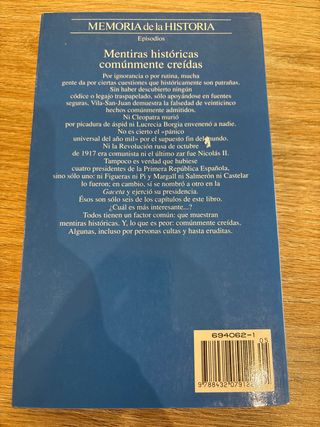 MEMORIA de la HISTORIA
Episodios
Mentiras históricas
comúnmente creídas
Por ignorancia o por rutina, mucha
gente da por ciertas cuestiones que históricamente son patrañas.
Sin haber descubierto ningún
códice o legajo traspapelado, sólo apoyándose en fuentes
seguras, Vila-San-Juan demuestra la falsedad de veinticinco
hechos comúnmente admitidos.
Ni Cleopatra murió
por picadura de áspid ni Lucrecia Borgia envenenó a nadie.
No es cierto el «pánico
universal del año mil» por el supuesto fin del mundo.
Ni la Revolución rusa de octubre
de 1917 era comunista ni el último zar fue Nicolás II.
Tampoco es verdad que hubiese
cuatro presidentes de la Primera República Española,
sino sólo uno: ni Figueras ni Pi y Margall ni Salmerón ni Castelar
lo fueron; en cambio, sí se nombró a otro en la
Gaceta y ejerció su presidencia.
Ésos son sólo seis de los capítulos de este libro.
¿Cuál es más interesante...?
Todos tienen un factor común: que muestran
mentiras históricas. Y, lo que es peor: comúnmente creídas.
Algunas, incluso por personas cultas y hasta eruditas.
694062-1
05
9 788432 0791